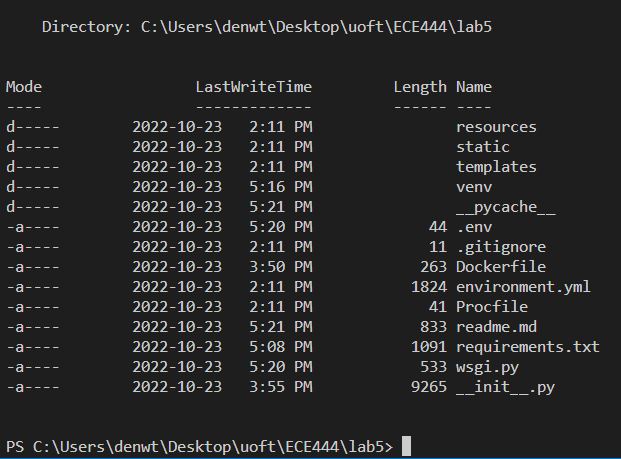 Directory: C:\Users\denwt\Desktop\uoft\ECE444\lab5
Mode LastWriteTime Length Name
---- ------------- ------ ----
d----- 2022-10-23 2:11 PM resources
d----- 2022-10-23 2:11 PM static
d----- 2022-10-23 2:11 PM templates
d----- 2022-10-23 5:16 PM venv
d----- 2022-10-23 5:21 PM __pycache__
-a---- 2022-10-23 5:20 PM 44 .env
-a---- 2022-10-23 2:11 PM 11 .gitignore
-a---- 2022-10-23 3:50 PM 263 Dockerfile
-a---- 2022-10-23 2:11 PM 1824 environment.yml
-a---- 2022-10-23 2:11 PM 41 Procfile
-a---- 2022-10-23 5:21 PM 833 readme.md
-a---- 2022-10-23 5:08 PM 1091 requirements.txt
-a---- 2022-10-23 5:20 PM 533 wsgi.py
-a---- 2022-10-23 3:55 PM 9265 __init__.py
PS C:\Users\denwt\Desktop\uoft\ECE444\lab5>